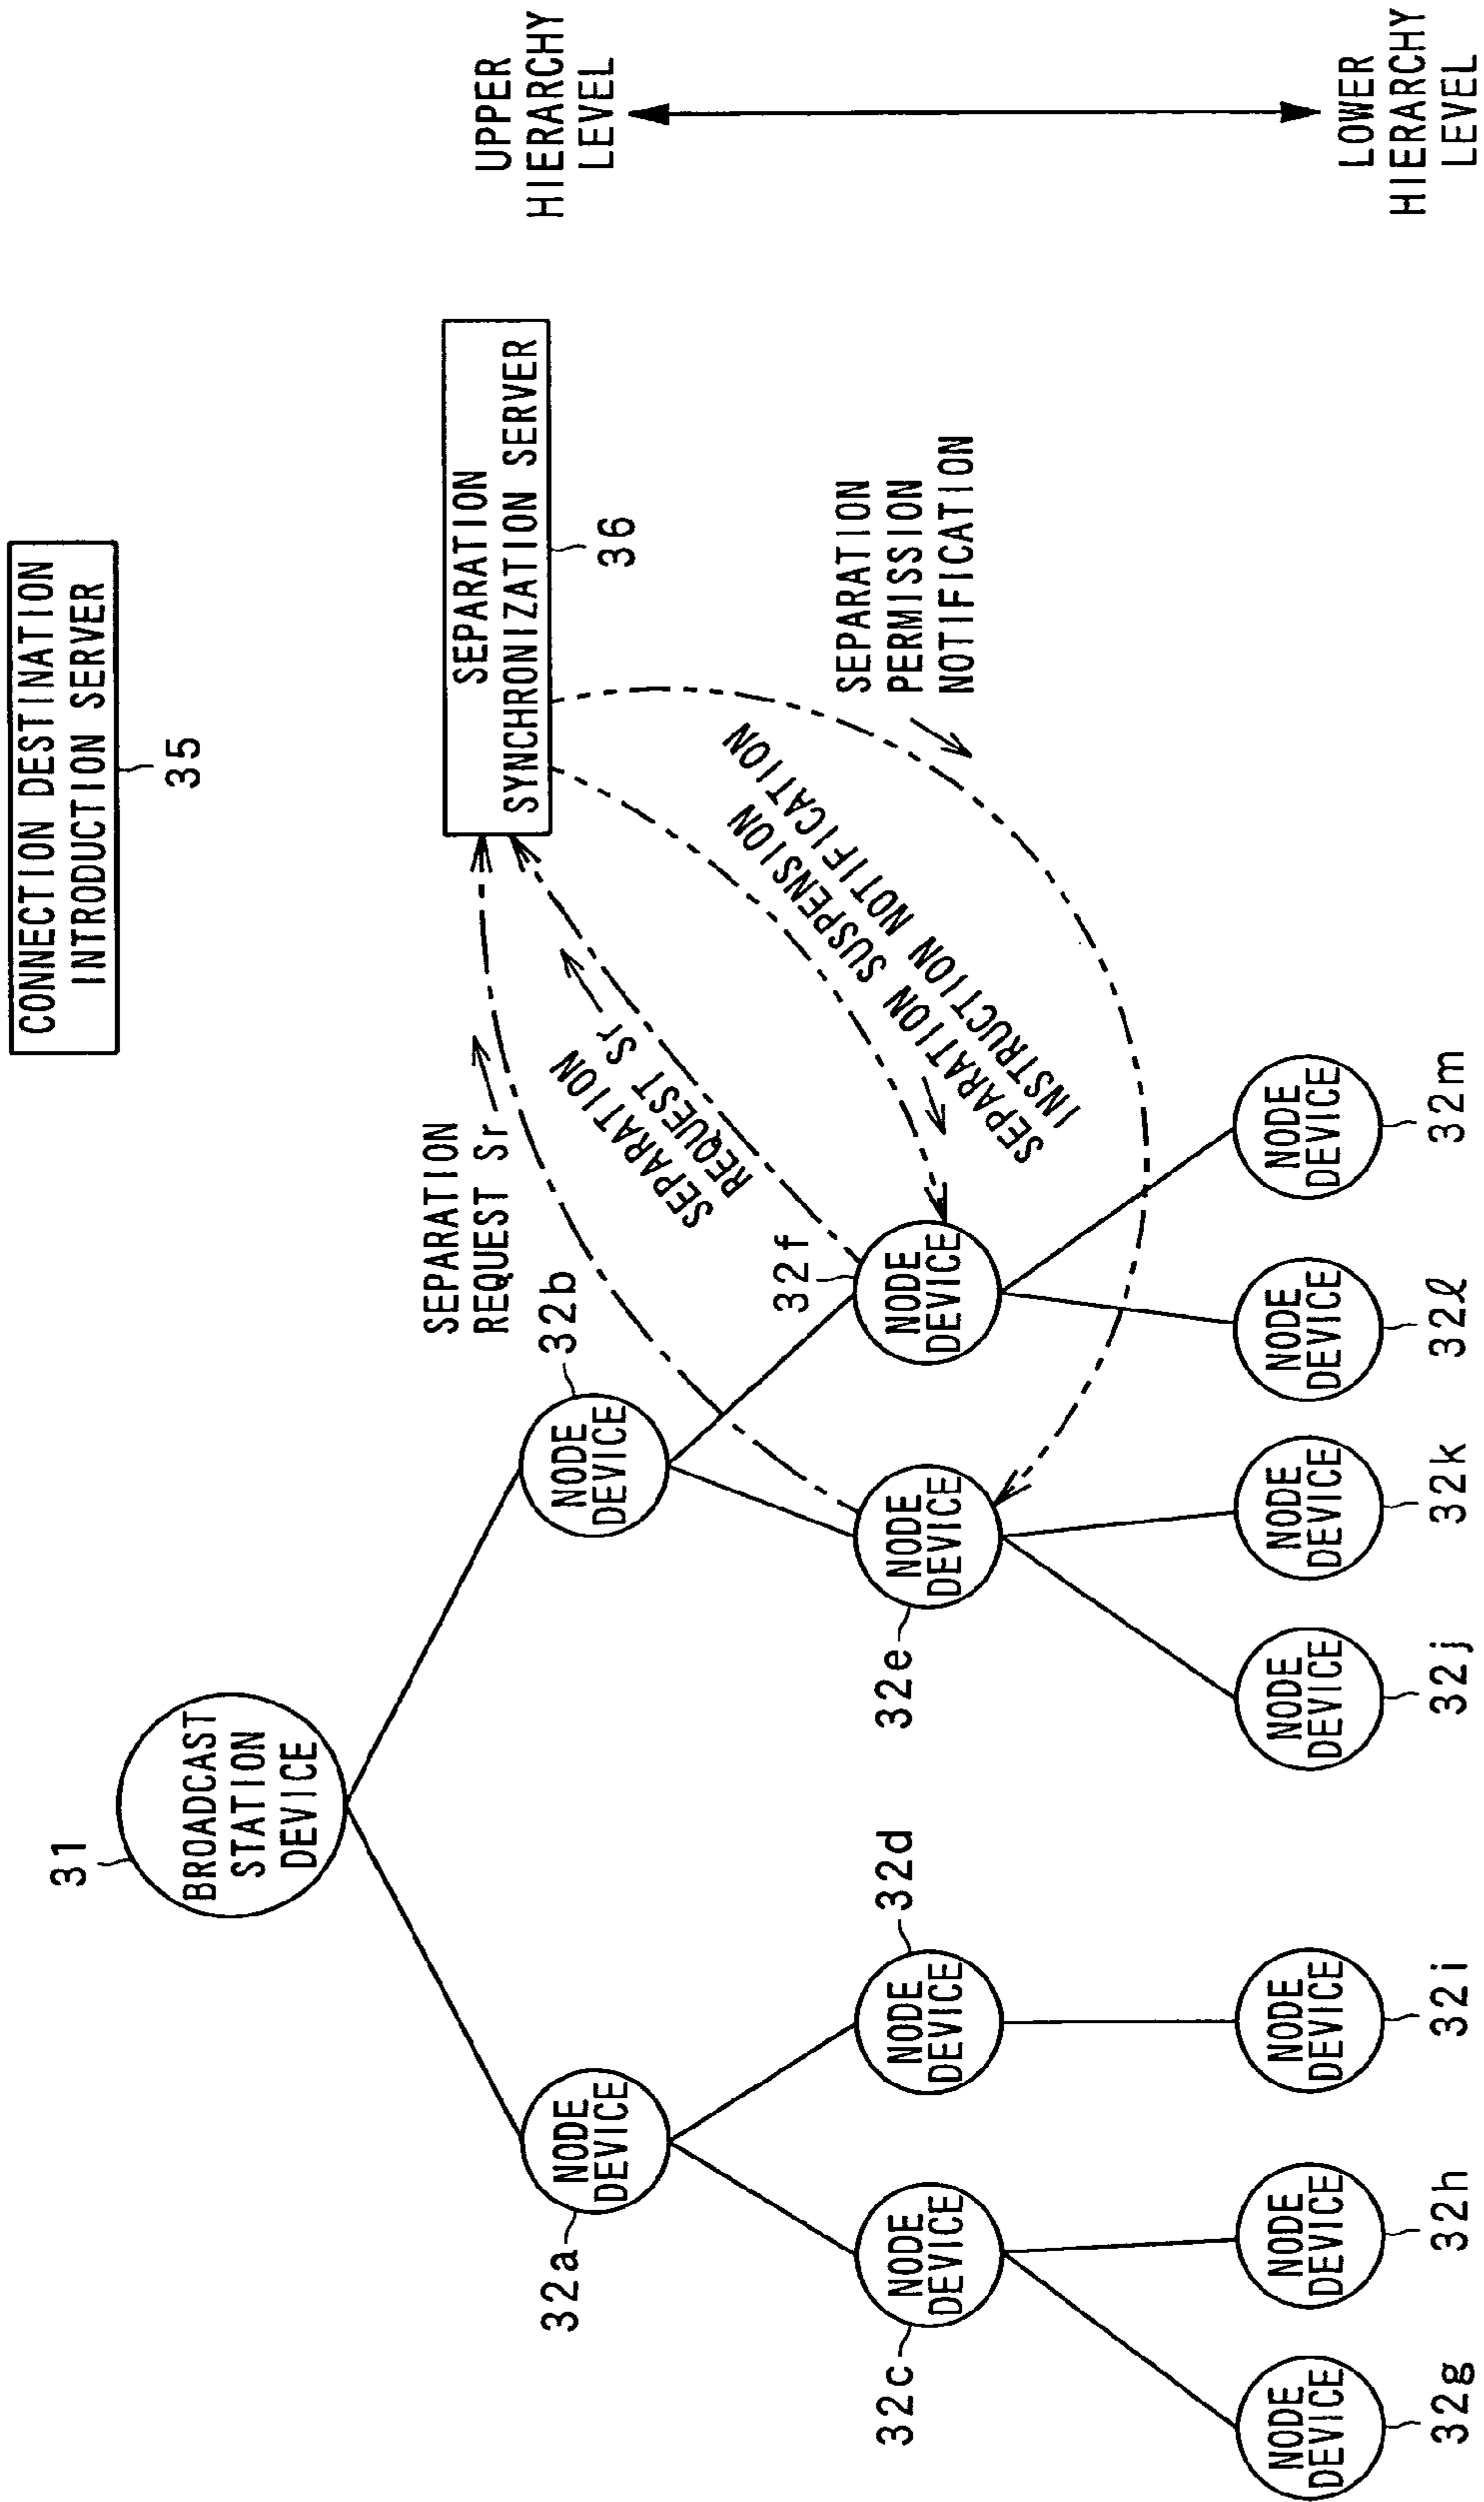 CONNECTION DESTINATION
INTRODUCTION SERVER
35
31
BROADCAST
STATION
DEVICE
UPPER
HIERARCHY
LEVEL
SEPARATION
SYNCHRONIZATION SERVER
36
SEPARATION
REQUEST Sr
SEPARATION
REQUEST Sr
32a
NODE
DEVICE
32b
NODE
DEVICE
SEPARATION
PERMISSION
NOTIFICATION
SEPARATION SUSPENSION
INSTRUCTION NOTIFICATION
32c
NODE
DEVICE
32d
NODE
DEVICE
32e
NODE
DEVICE
32f
NODE
DEVICE
NODE
DEVICE
32g
NODE
DEVICE
32h
NODE
DEVICE
32i
NODE
DEVICE
32j
NODE
DEVICE
32k
NODE
DEVICE
32ℓ
NODE
DEVICE
32m
LOWER
HIERARCHY
LEVEL